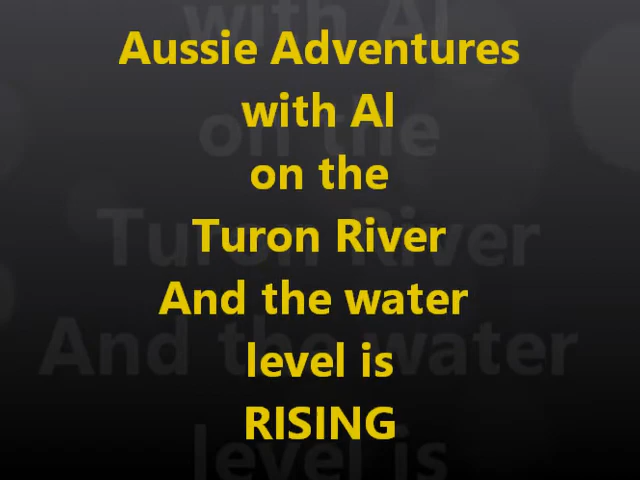 Aussie Adventures
with Al
on the
Turon River
And the water
level is
RISING